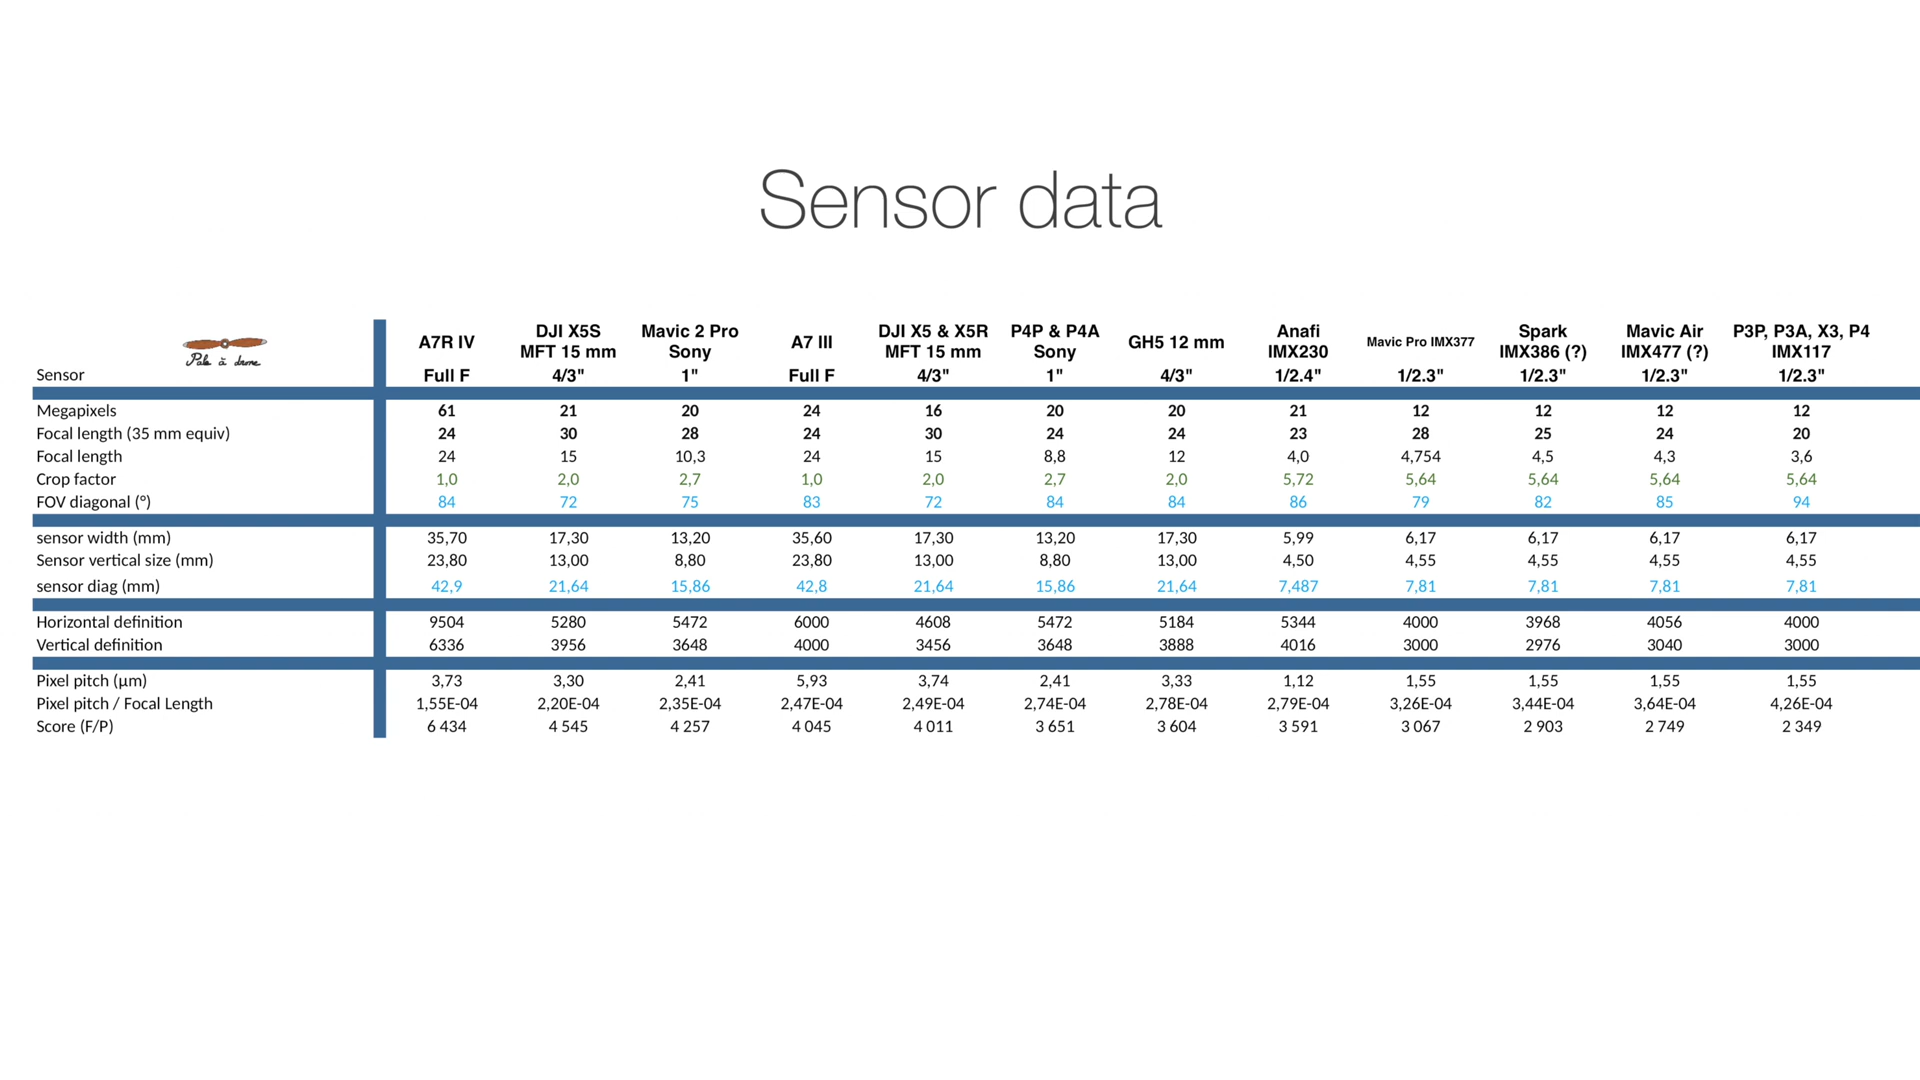 Sensor data
Pale à drone
A7R IV DJI X5S MFT 15 mm Mavic 2 Pro Sony A7 III DJI X5 & X5R MFT 15 mm P4P & P4A Sony GH5 12 mm Anafi IMX230 Mavic Pro IMX377 Spark IMX386 (?) Mavic Air IMX477 (?) P3P, P3A, X3, P4 IMX117
Sensor Full F 4/3" 1" Full F 4/3" 1" 4/3" 1/2.4" 1/2.3" 1/2.3" 1/2.3" 1/2.3"
Megapixels 61 21 20 24 16 20 20 21 12 12 12 12
Focal length (35 mm equiv) 24 30 28 24 30 24 24 23 28 25 24 20
Focal length 24 15 10,3 24 15 8,8 12 4,0 4,754 4,5 4,3 3,6
Crop factor 1,0 2,0 2,7 1,0 2,0 2,7 2,0 5,72 5,64 5,64 5,64 5,64
FOV diagonal (°) 84 72 75 83 72 84 84 86 79 82 85 94
sensor width (mm) 35,70 17,30 13,20 35,60 17,30 13,20 17,30 5,99 6,17 6,17 6,17 6,17
Sensor vertical size (mm) 23,80 13,00 8,80 23,80 13,00 8,80 13,00 4,50 4,55 4,55 4,55 4,55
sensor diag (mm) 42,9 21,64 15,86 42,8 21,64 15,86 21,64 7,487 7,81 7,81 7,81 7,81
Horizontal definition 9504 5280 5472 6000 4608 5472 5184 5344 4000 3968 4056 4000
Vertical definition 6336 3956 3648 4000 3456 3648 3888 4016 3000 2976 3040 3000
Pixel pitch (µm) 3,73 3,30 2,41 5,93 3,74 2,41 3,33 1,12 1,55 1,55 1,55 1,55
Pixel pitch / Focal Length 1,55E-04 2,20E-04 2,35E-04 2,47E-04 2,49E-04 2,74E-04 2,78E-04 2,79E-04 3,26E-04 3,44E-04 3,64E-04 4,26E-04
Score (F/P) 6 434 4 545 4 257 4 045 4 011 3 651 3 604 3 591 3 067 2 903 2 749 2 349